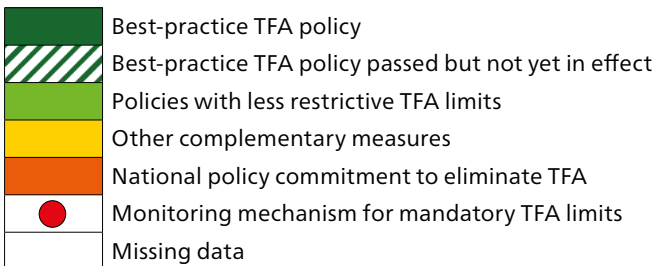 Best-practice TFA policy
Best-practice TFA policy passed but not yet in effect
Policies with less restrictive TFA limits
Other complementary measures
National policy commitment to eliminate TFA
Monitoring mechanism for mandatory TFA limits
Missing data